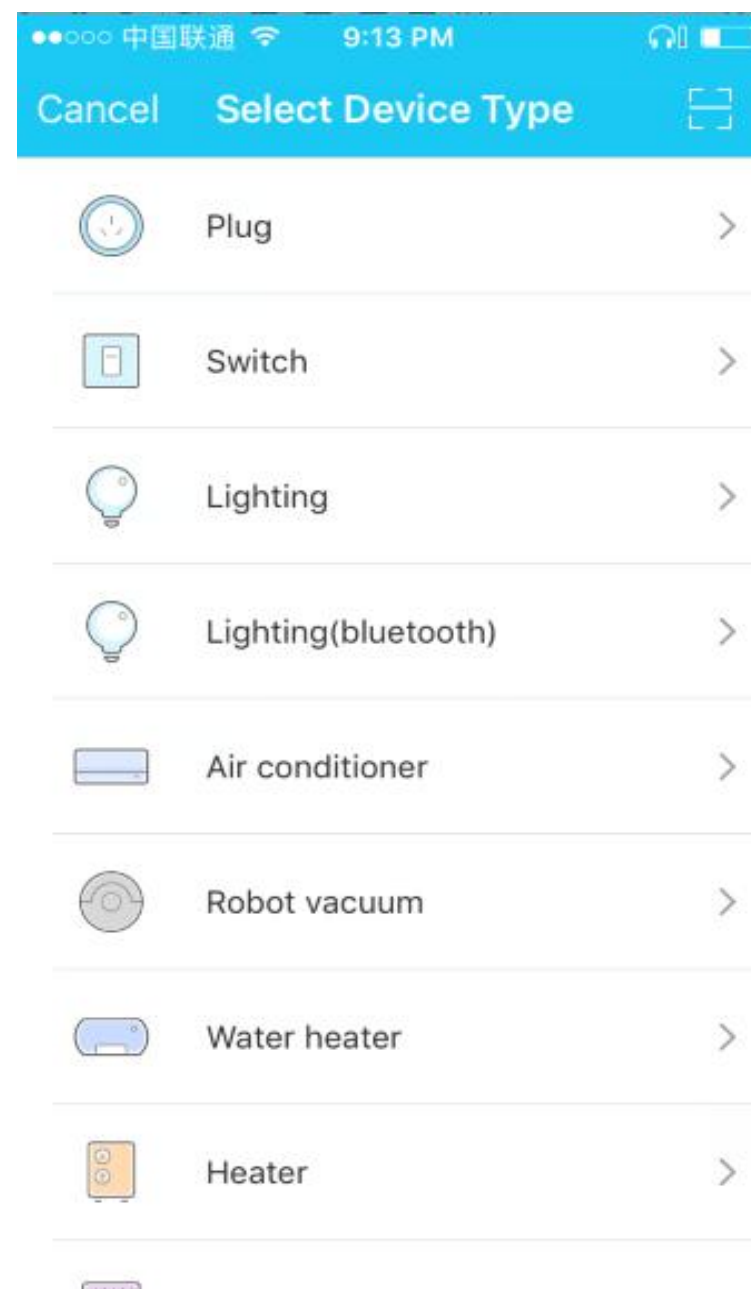 中国联通 9:13 PM
Cancel Select Device Type
Plug
Switch
Lighting
Lighting(bluetooth)
Air conditioner
Robot vacuum
Water heater
Heater